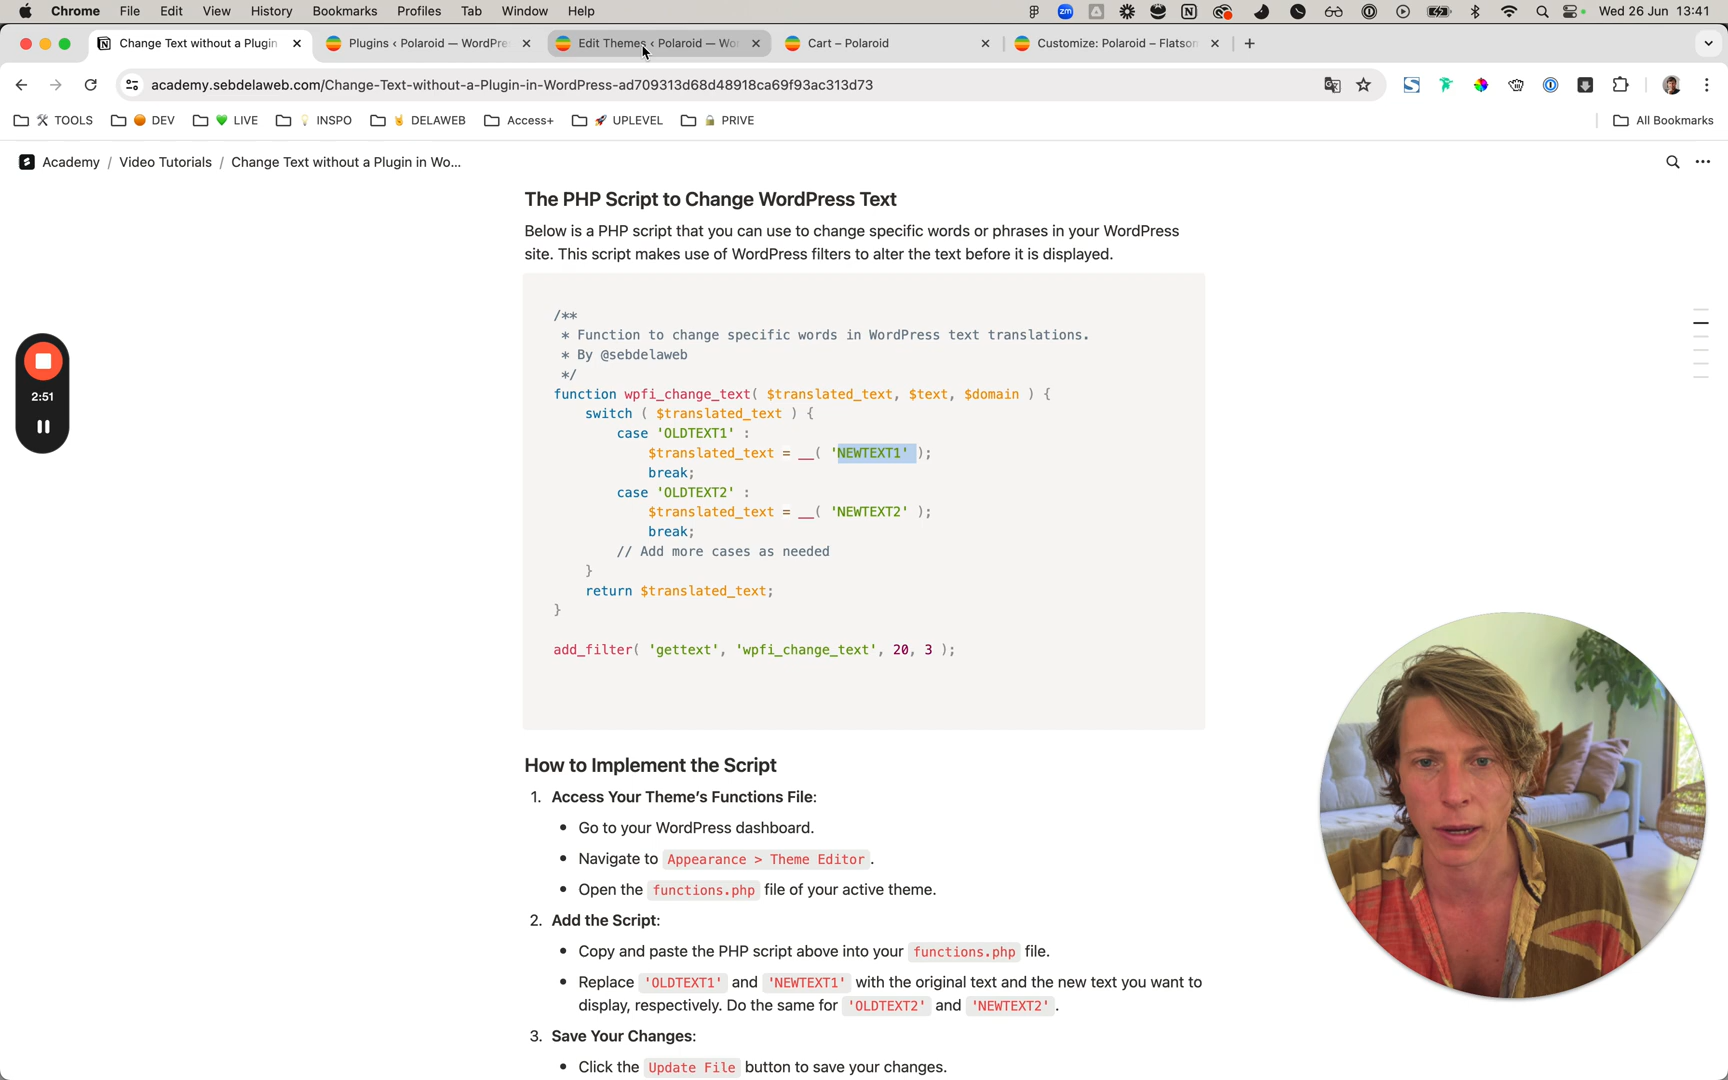 Chrome File Edit View History Bookmarks Profiles Tab Window Help zm Wed 26 Jun 13:41
Change Text without a Plugin
Plugins ‹ Polaroid — WordPre
Edit Themes ‹ Polaroid — Wo
Cart – Polaroid
Customize: Polaroid – Flatson
academy.sebdelaweb.com/Change-Text-without-a-Plugin-in-WordPress-ad709313d68d48918ca69f93ac313d73
TOOLS DEV LIVE INSPO DELAWEB Access+ UPLEVEL PRIVE All Bookmarks
Academy / Video Tutorials / Change Text without a Plugin in Wo...
The PHP Script to Change WordPress Text
Below is a PHP script that you can use to change specific words or phrases in your WordPress
site. This script makes use of WordPress filters to alter the text before it is displayed.
/**
* Function to change specific words in WordPress text translations.
* By @sebdelaweb
*/
function wpfi_change_text( $translated_text, $text, $domain ) {
switch ( $translated_text ) {
case 'OLDTEXT1' :
$translated_text = __( 'NEWTEXT1' );
break;
case 'OLDTEXT2' :
$translated_text = __( 'NEWTEXT2' );
break;
// Add more cases as needed
}
return $translated_text;
}
add_filter( 'gettext', 'wpfi_change_text', 20, 3 );
2:51
How to Implement the Script
1. Access Your Theme’s Functions File:
• Go to your WordPress dashboard.
• Navigate to Appearance > Theme Editor.
• Open the functions.php file of your active theme.
2. Add the Script:
• Copy and paste the PHP script above into your functions.php file.
• Replace 'OLDTEXT1' and 'NEWTEXT1' with the original text and the new text you want to
display, respectively. Do the same for 'OLDTEXT2' and 'NEWTEXT2'.
3. Save Your Changes:
• Click the Update File button to save your changes.